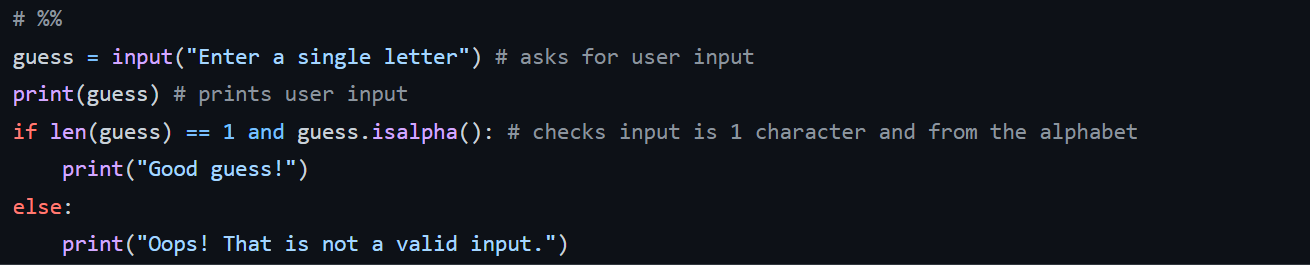 # %%
guess = input("Enter a single letter") # asks for user input
print(guess) # prints user input
if len(guess) == 1 and guess.isalpha(): # checks input is 1 character and from the alphabet
    print("Good guess!")
else:
    print("Oops! That is not a valid input.")